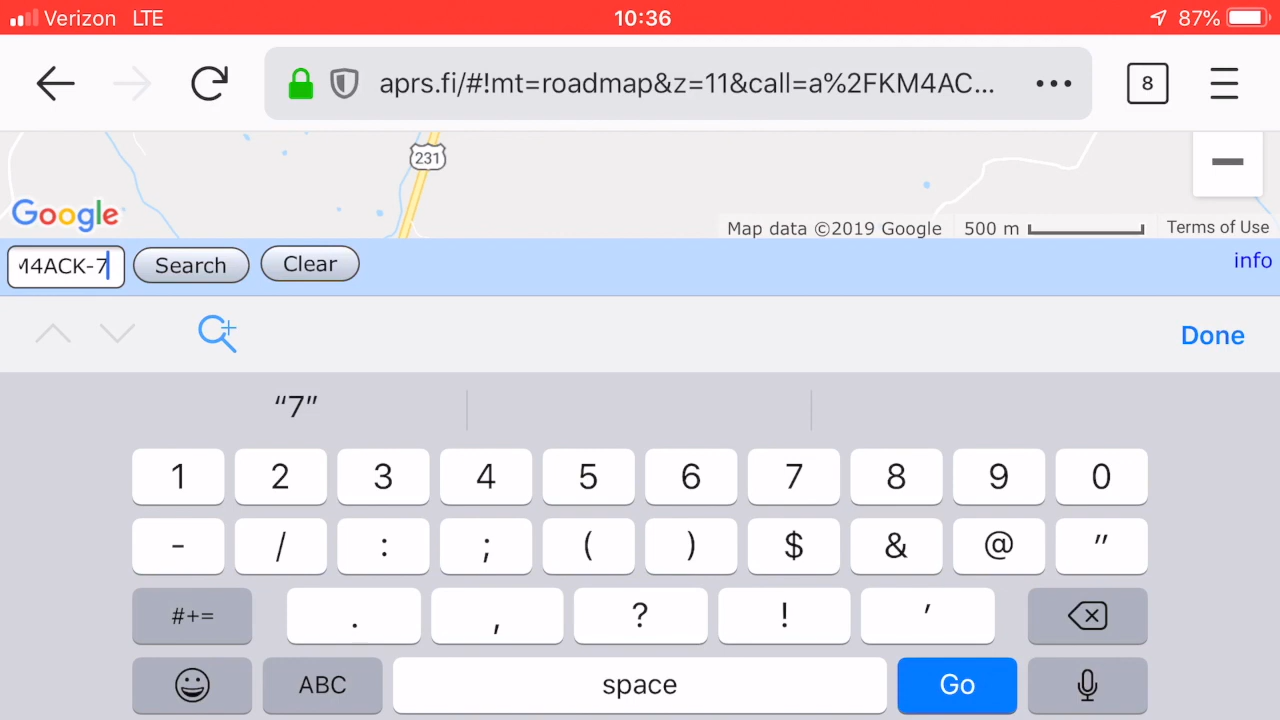 Verizon LTE 10:36 87%
aprs.fi/#!mt=roadmap&z=11&call=a%2FKM4AC... 8
231
Google Map data ©2019 Google 500 m Terms of Use
M4ACK-7 Search Clear info
Done
“7”
1 2 3 4 5 6 7 8 9 0
- / : ; ( ) $ & @ "
#+= . , ? ! '
ABC space Go